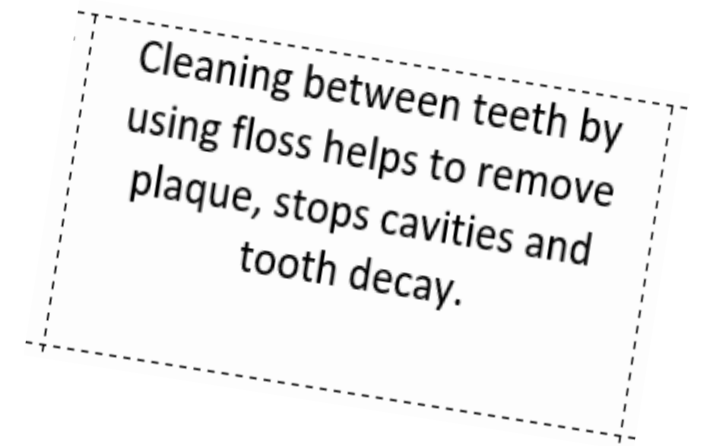 Cleaning between teeth by
using floss helps to remove
plaque, stops cavities and
tooth decay.